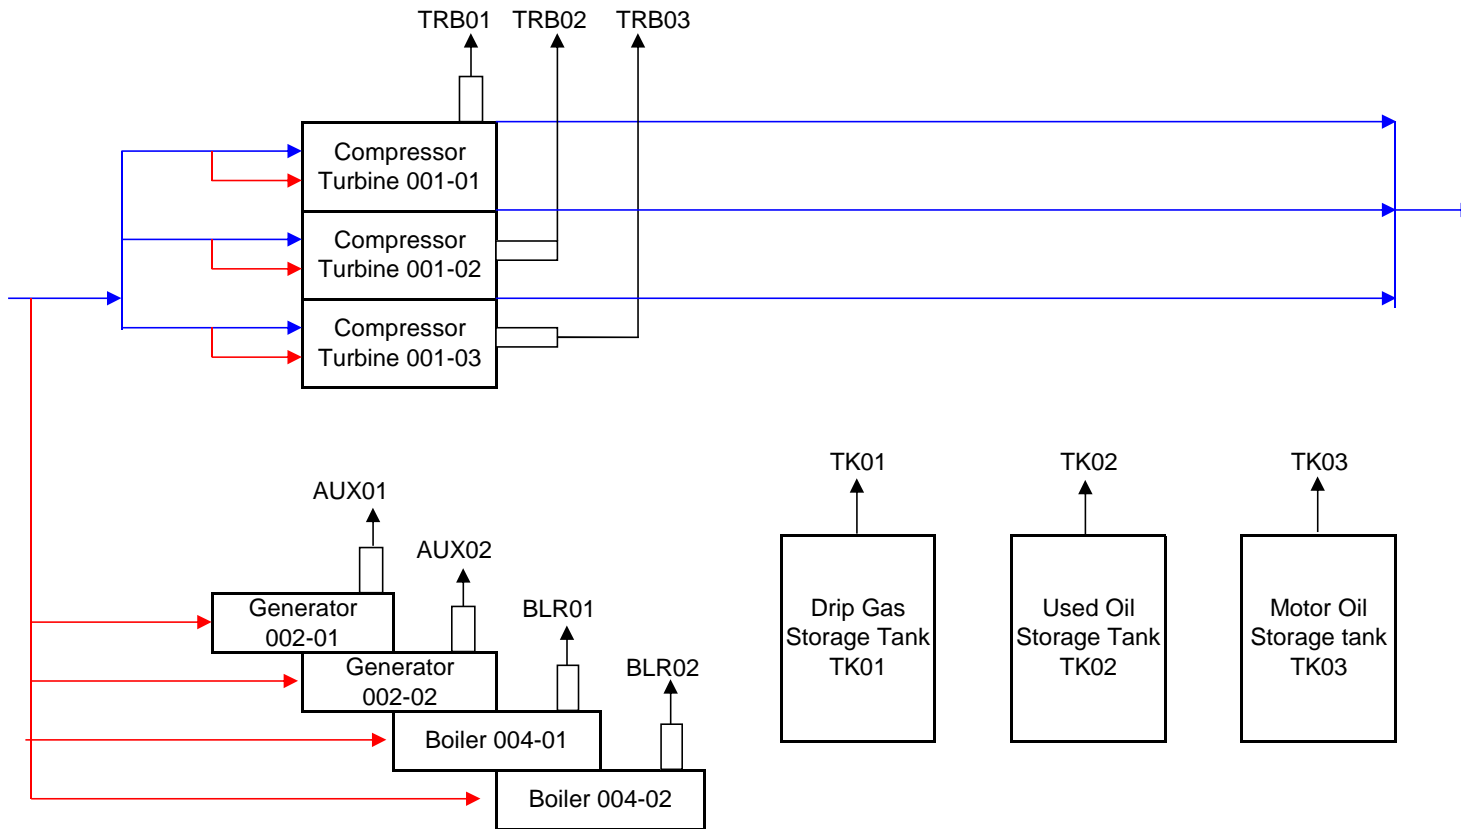 TRB01 TRB02 TRB03
Compressor
Turbine 001-01
Compressor
Turbine 001-02
Compressor
Turbine 001-03
TK01 TK02 TK03
AUX01
AUX02
BLR01
BLR02
Generator
002-01
Generator
002-02
Boiler 004-01
Boiler 004-02
Drip Gas
Storage Tank
TK01
Used Oil
Storage Tank
TK02
Motor Oil
Storage tank
TK03